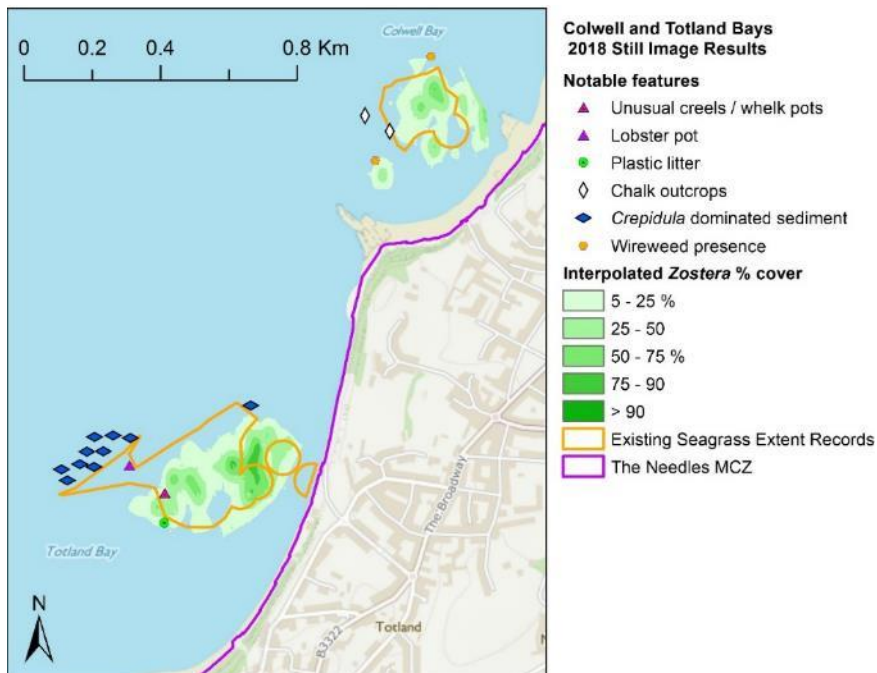 0 0.2 0.4 0.8 Km
Colwell Bay
The Broadway
Totland Bay
N
Totland
B3322
N
Colwell and Totland Bays
2018 Still Image Results
Notable features
Unusual creels / whelk pots
Lobster pot
Plastic litter
Chalk outcrops
Crepidula dominated sediment
Wireweed presence
Interpolated Zostera % cover
5 - 25 %
25 - 50
50 - 75 %
75 - 90
> 90
Existing Seagrass Extent Records
The Needles MCZ